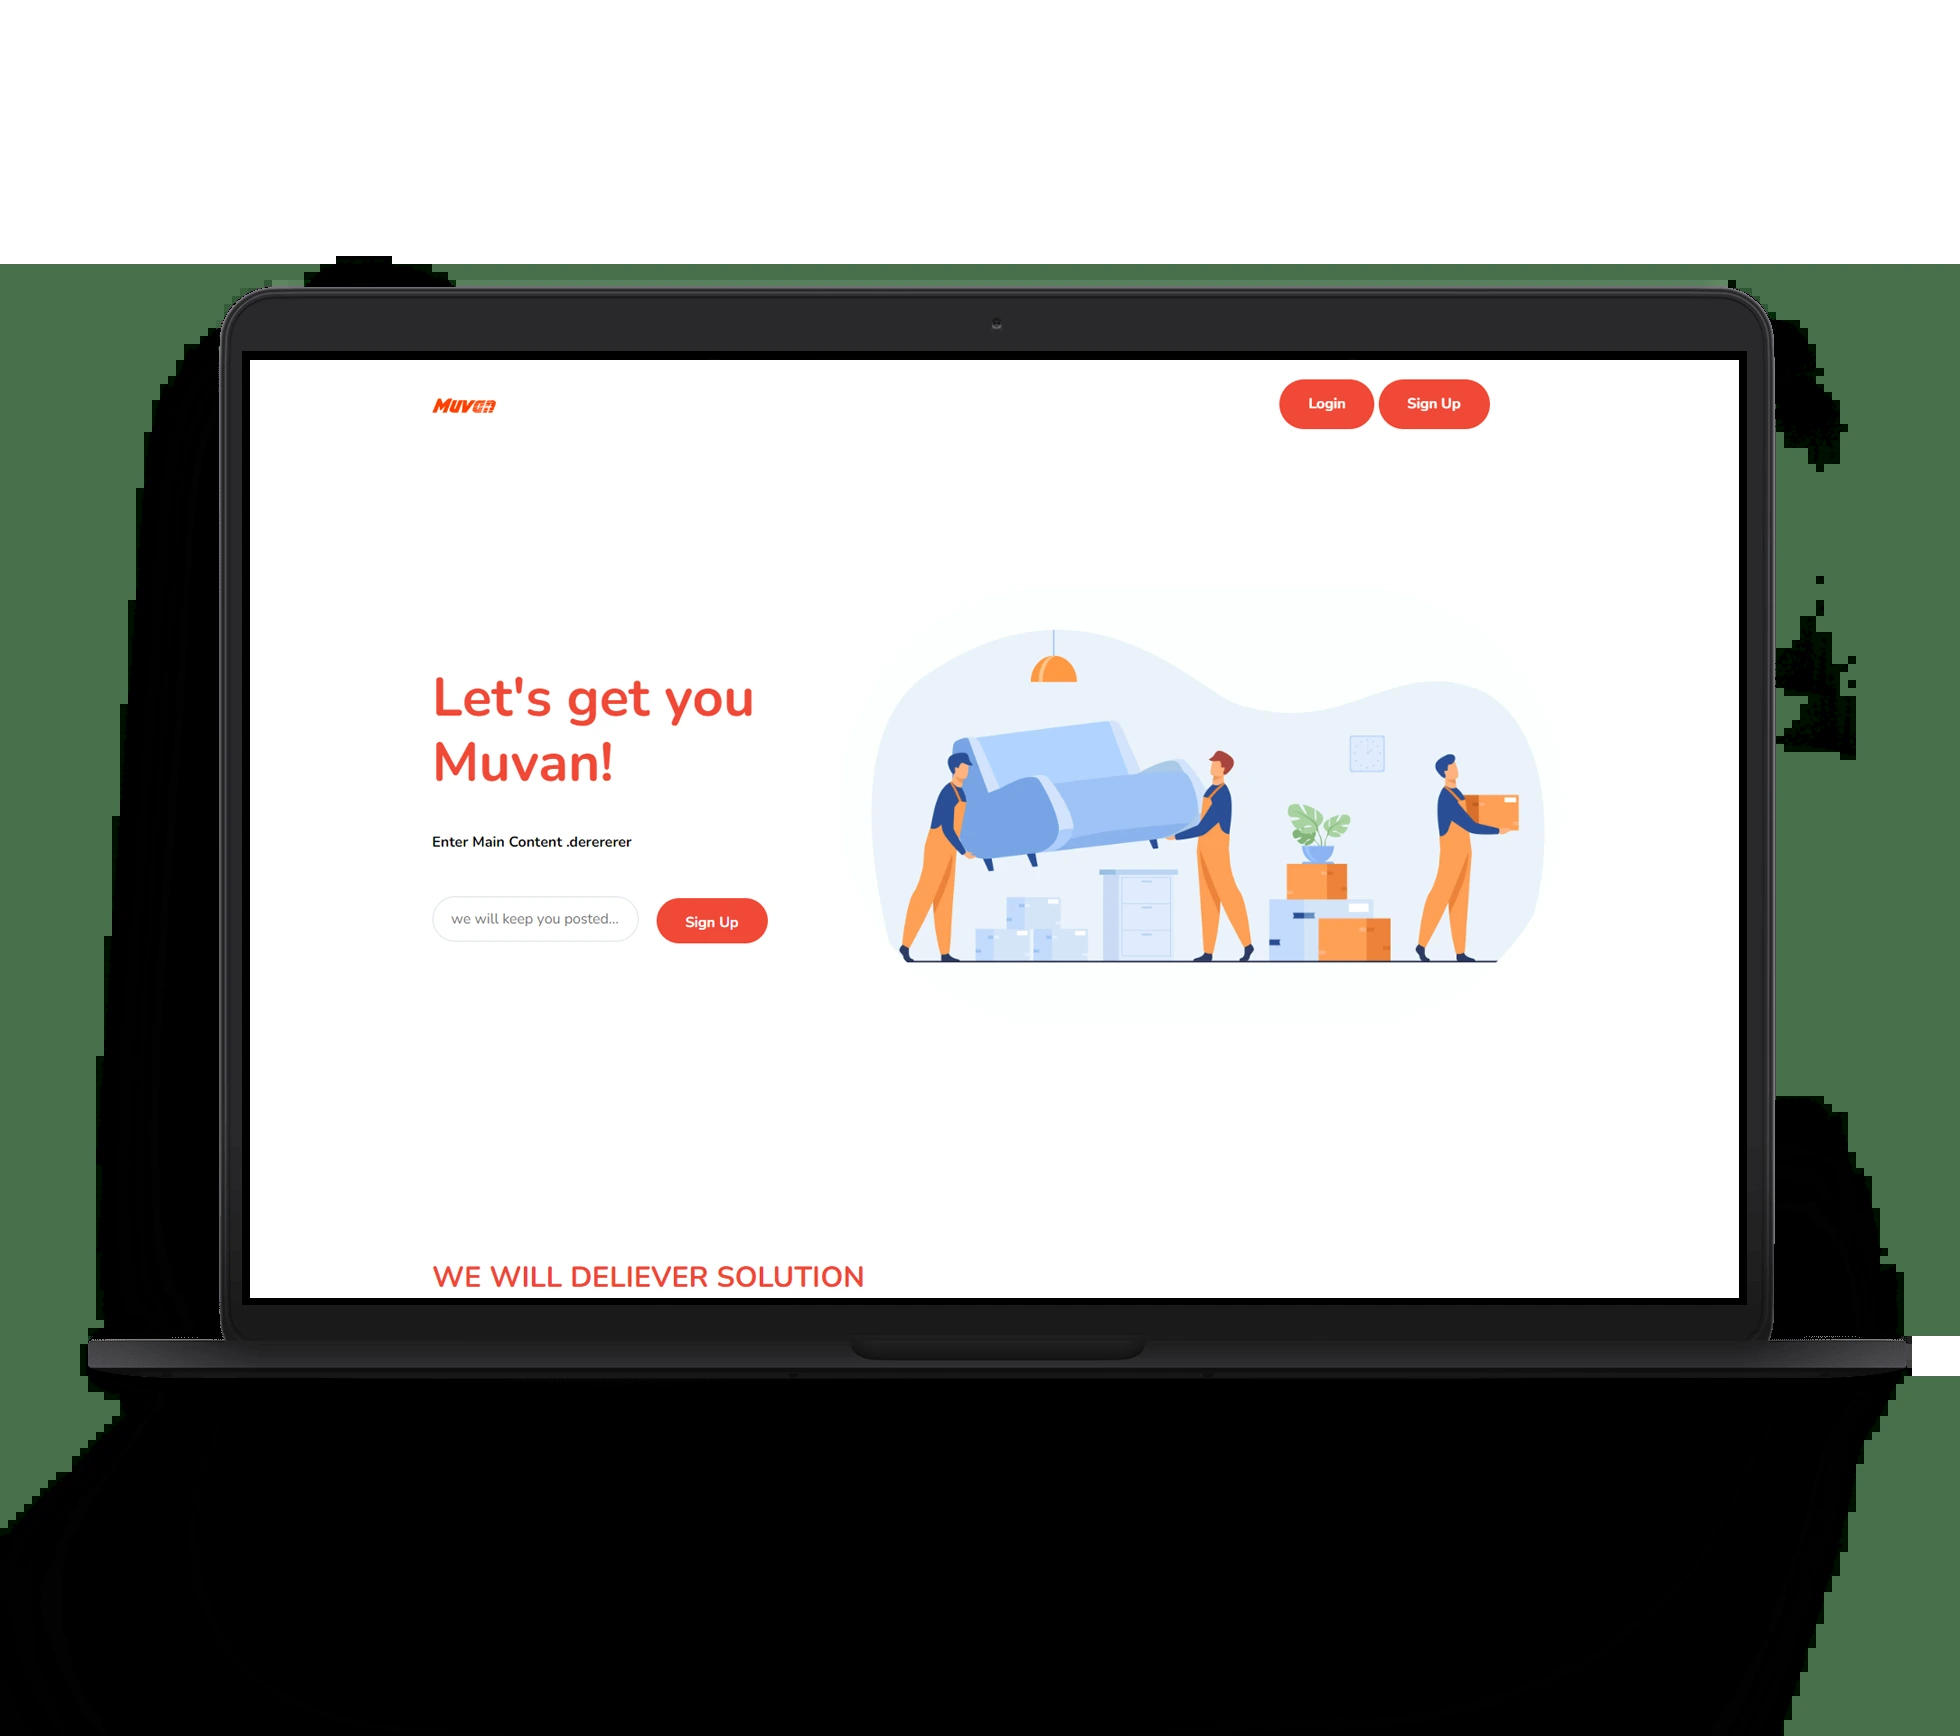 Muvan
Login
Sign Up
Let's get you
Muvan!
Enter Main Content .derererer
we will keep you posted...
Sign Up
WE WILL DELIEVER SOLUTION